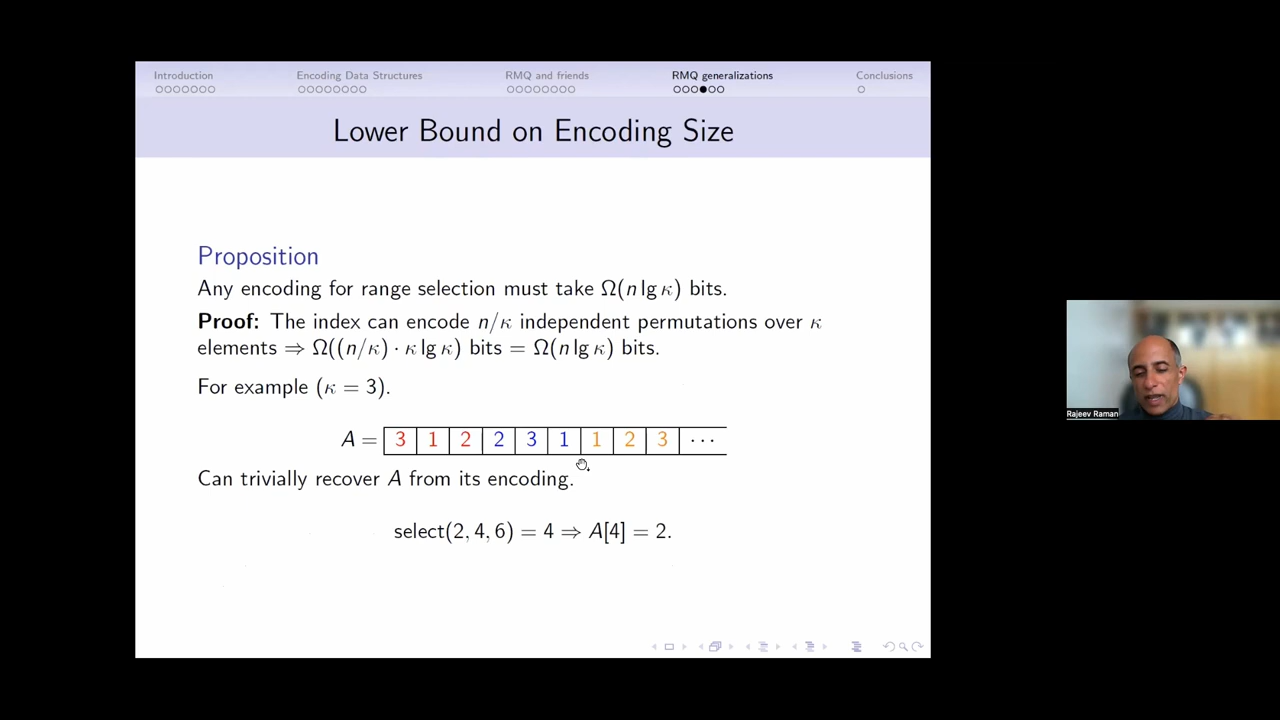 Introduction Encoding Data Structures RMQ and friends RMQ generalizations Conclusions
Lower Bound on Encoding Size
Proposition
Any encoding for range selection must take Ω(n lg κ) bits.
Proof: The index can encode n/κ independent permutations over κ
elements ⇒ Ω((n/κ) · κ lg κ) bits = Ω(n lg κ) bits.
For example (κ = 3).
A = 3 1 2 2 3 1 1 2 3 ⋯
Can trivially recover A from its encoding.
select(2, 4, 6) = 4 ⇒ A[4] = 2.
Rajeev Raman